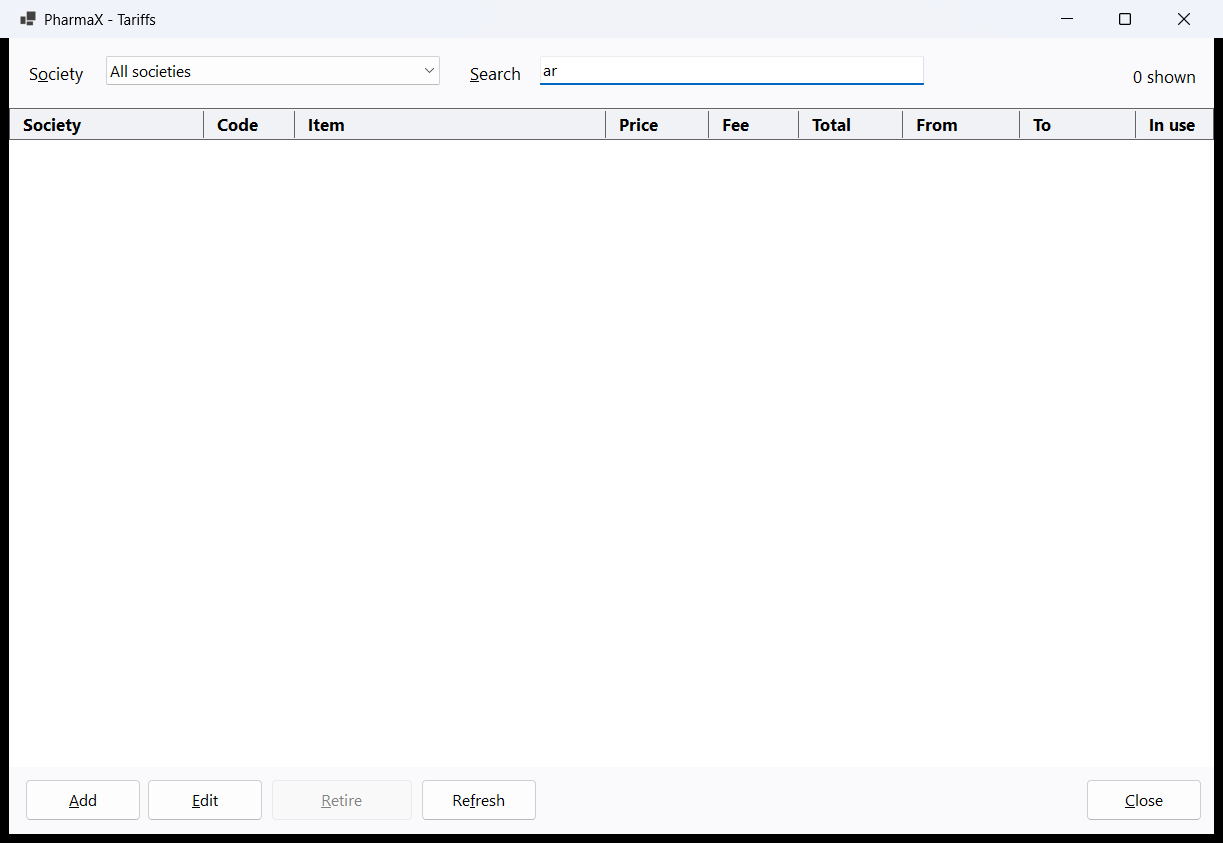 PharmaX - Tariffs
Society All societies Search ar 0 shown
Society Code Item Price Fee Total From To In use
Add Edit Retire Refresh Close